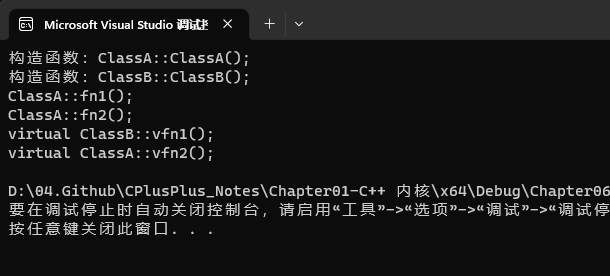 Microsoft Visual Studio 调试控
构造函数：ClassA::ClassA();
构造函数：ClassB::ClassB();
ClassA::fn1();
ClassA::fn2();
virtual ClassB::vfn1();
virtual ClassA::vfn2();
D:\04.Github\CPlusPlus_Notes\Chapter01-C++ 内核\x64\Debug\Chapter06
要在调试停止时自动关闭控制台，请启用“工具”->“选项”->“调试”->“调试停
按任意键关闭此窗口. . .